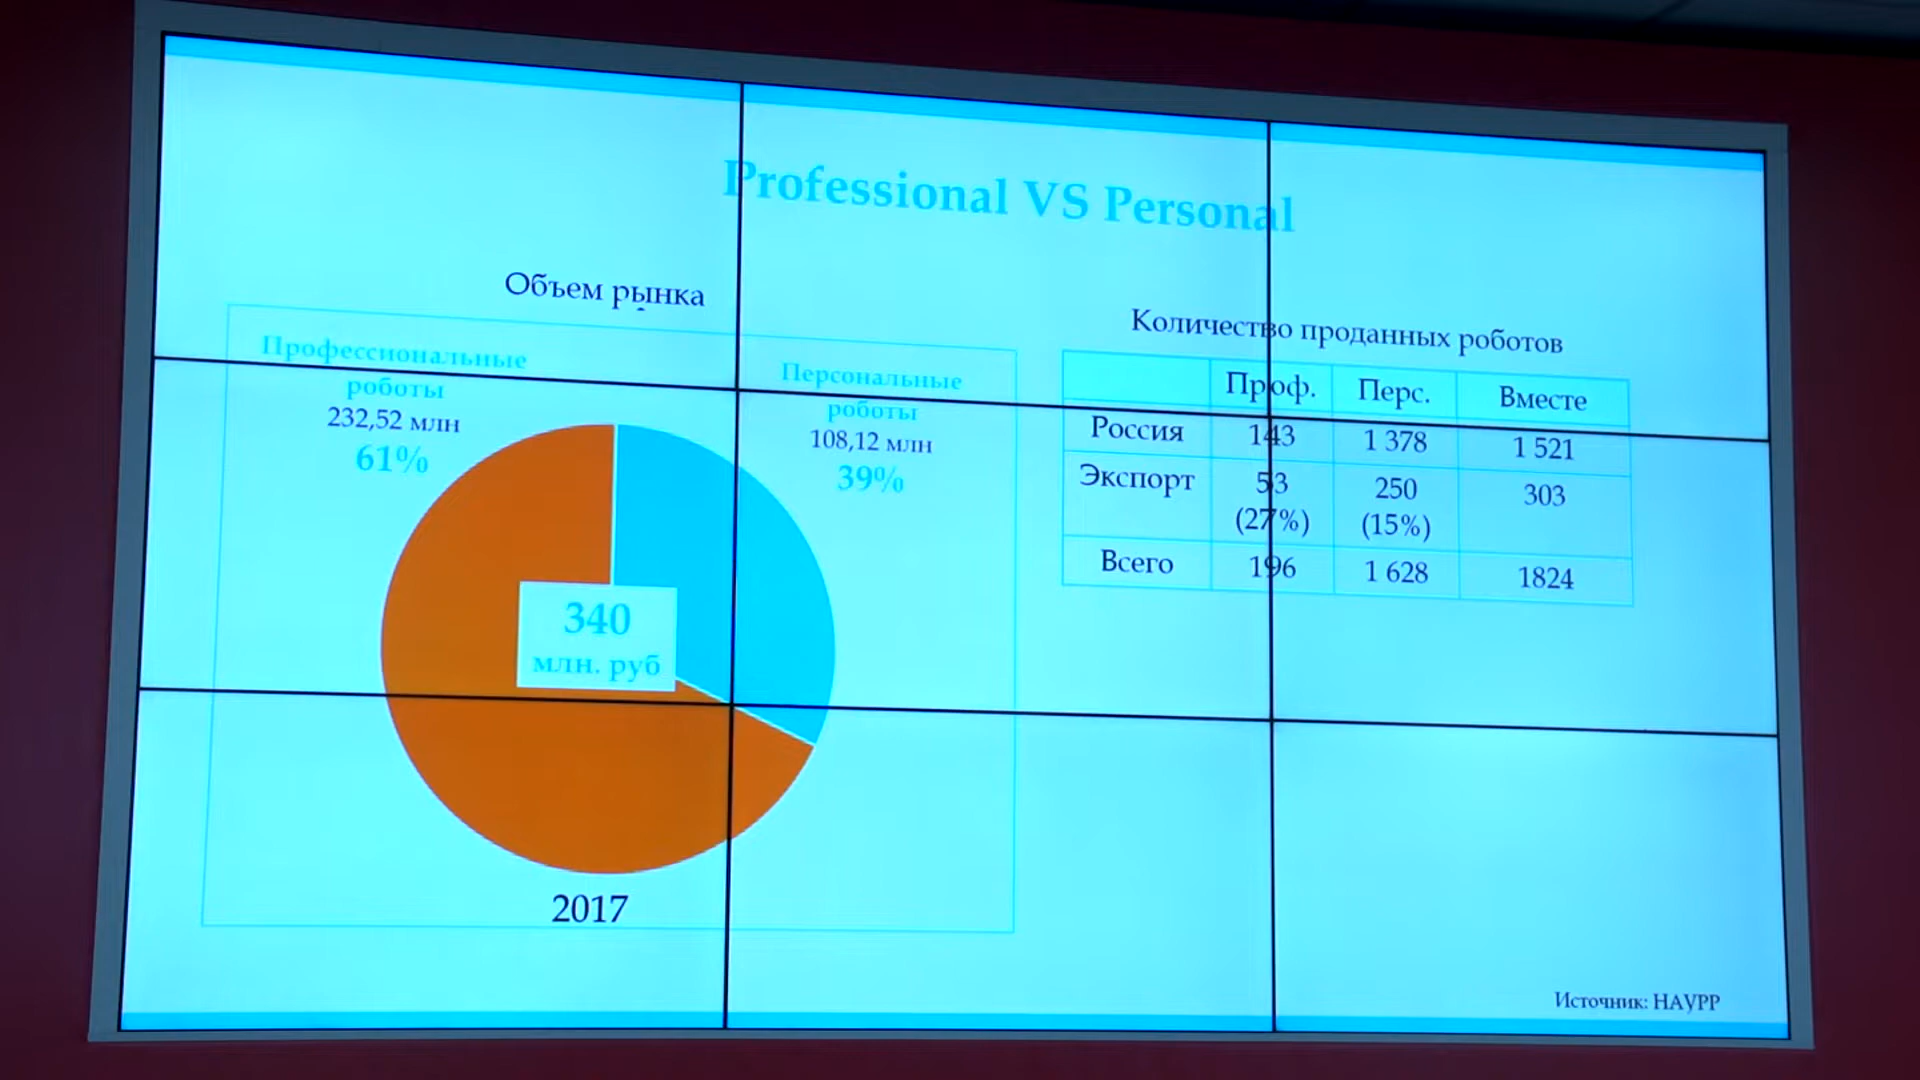 Professional VS Personal
Объем рынка
Профессиональные
роботы
232,52 млн
61%
Персональные
роботы
108,12 млн
39%
340
млн. руб
2017
Количество проданных роботов
Проф. Перс. Вместе
Россия 143 1 378 1 521
Экспорт 53 250 303
(27%) (15%)
Всего 196 1 628 1824
Источник: НАУРР